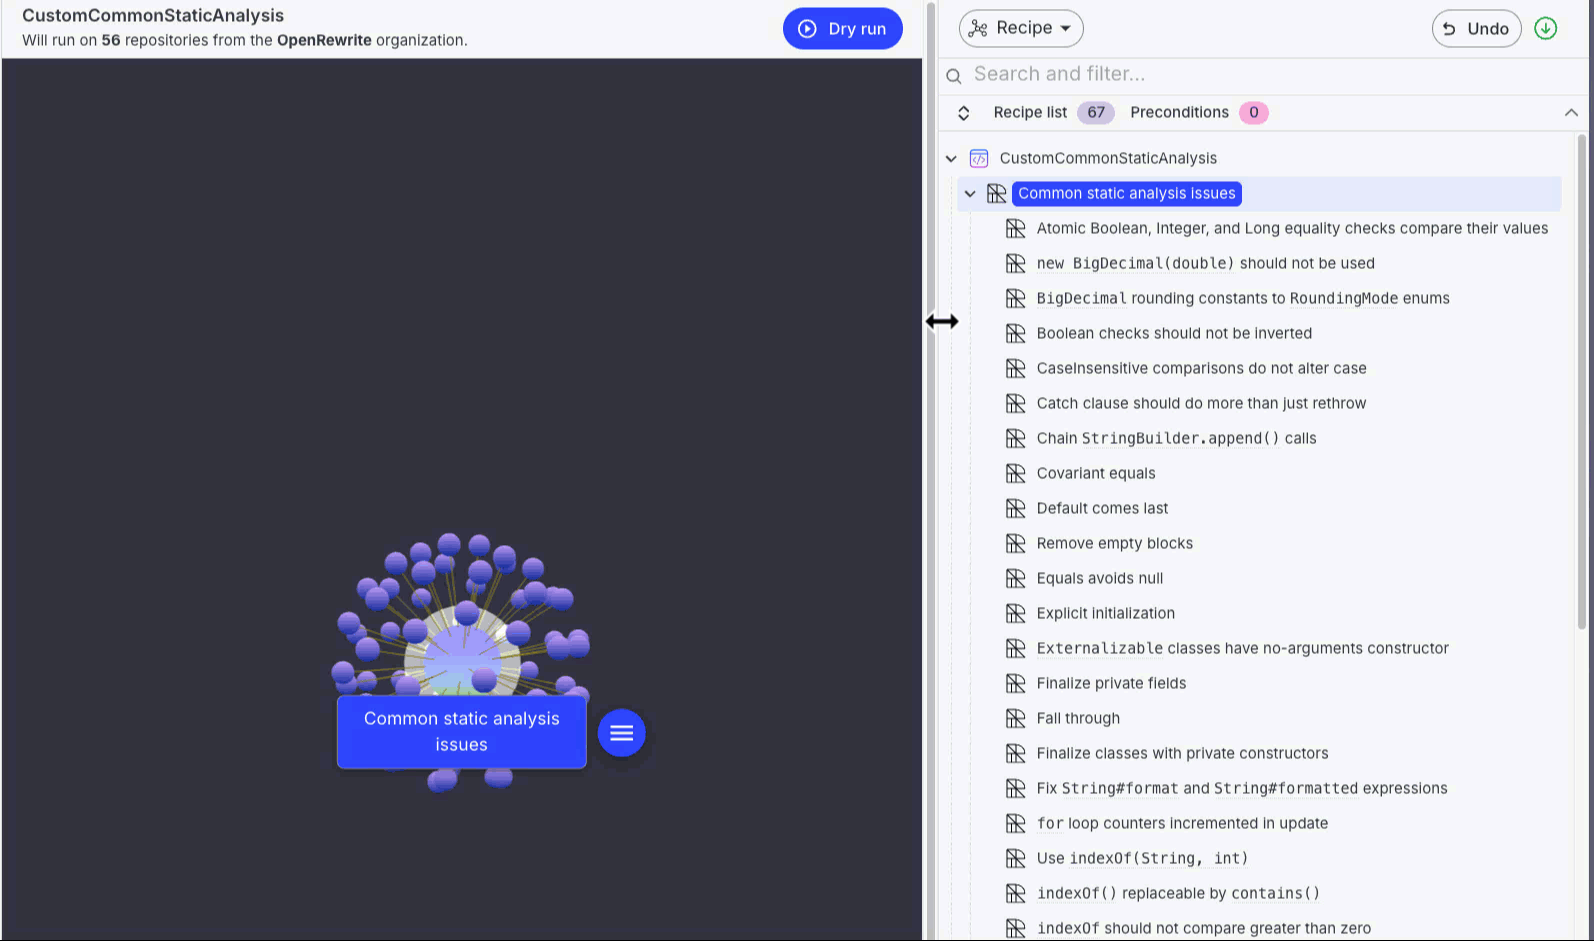 CustomCommonStaticAnalysis
Will run on 56 repositories from the OpenRewrite organization.
Dry run
Common static analysis
issues
Recipe
Undo
Search and filter...
Recipe list 67 Preconditions 0
CustomCommonStaticAnalysis
Common static analysis issues
Atomic Boolean, Integer, and Long equality checks compare their values
new BigDecimal(double) should not be used
BigDecimal rounding constants to RoundingMode enums
Boolean checks should not be inverted
CaseInsensitive comparisons do not alter case
Catch clause should do more than just rethrow
Chain StringBuilder.append() calls
Covariant equals
Default comes last
Remove empty blocks
Equals avoids null
Explicit initialization
Externalizable classes have no-arguments constructor
Finalize private fields
Fall through
Finalize classes with private constructors
Fix String#format and String#formatted expressions
for loop counters incremented in update
Use indexOf(String, int)
indexOf() replaceable by contains()
indexOf should not compare greater than zero